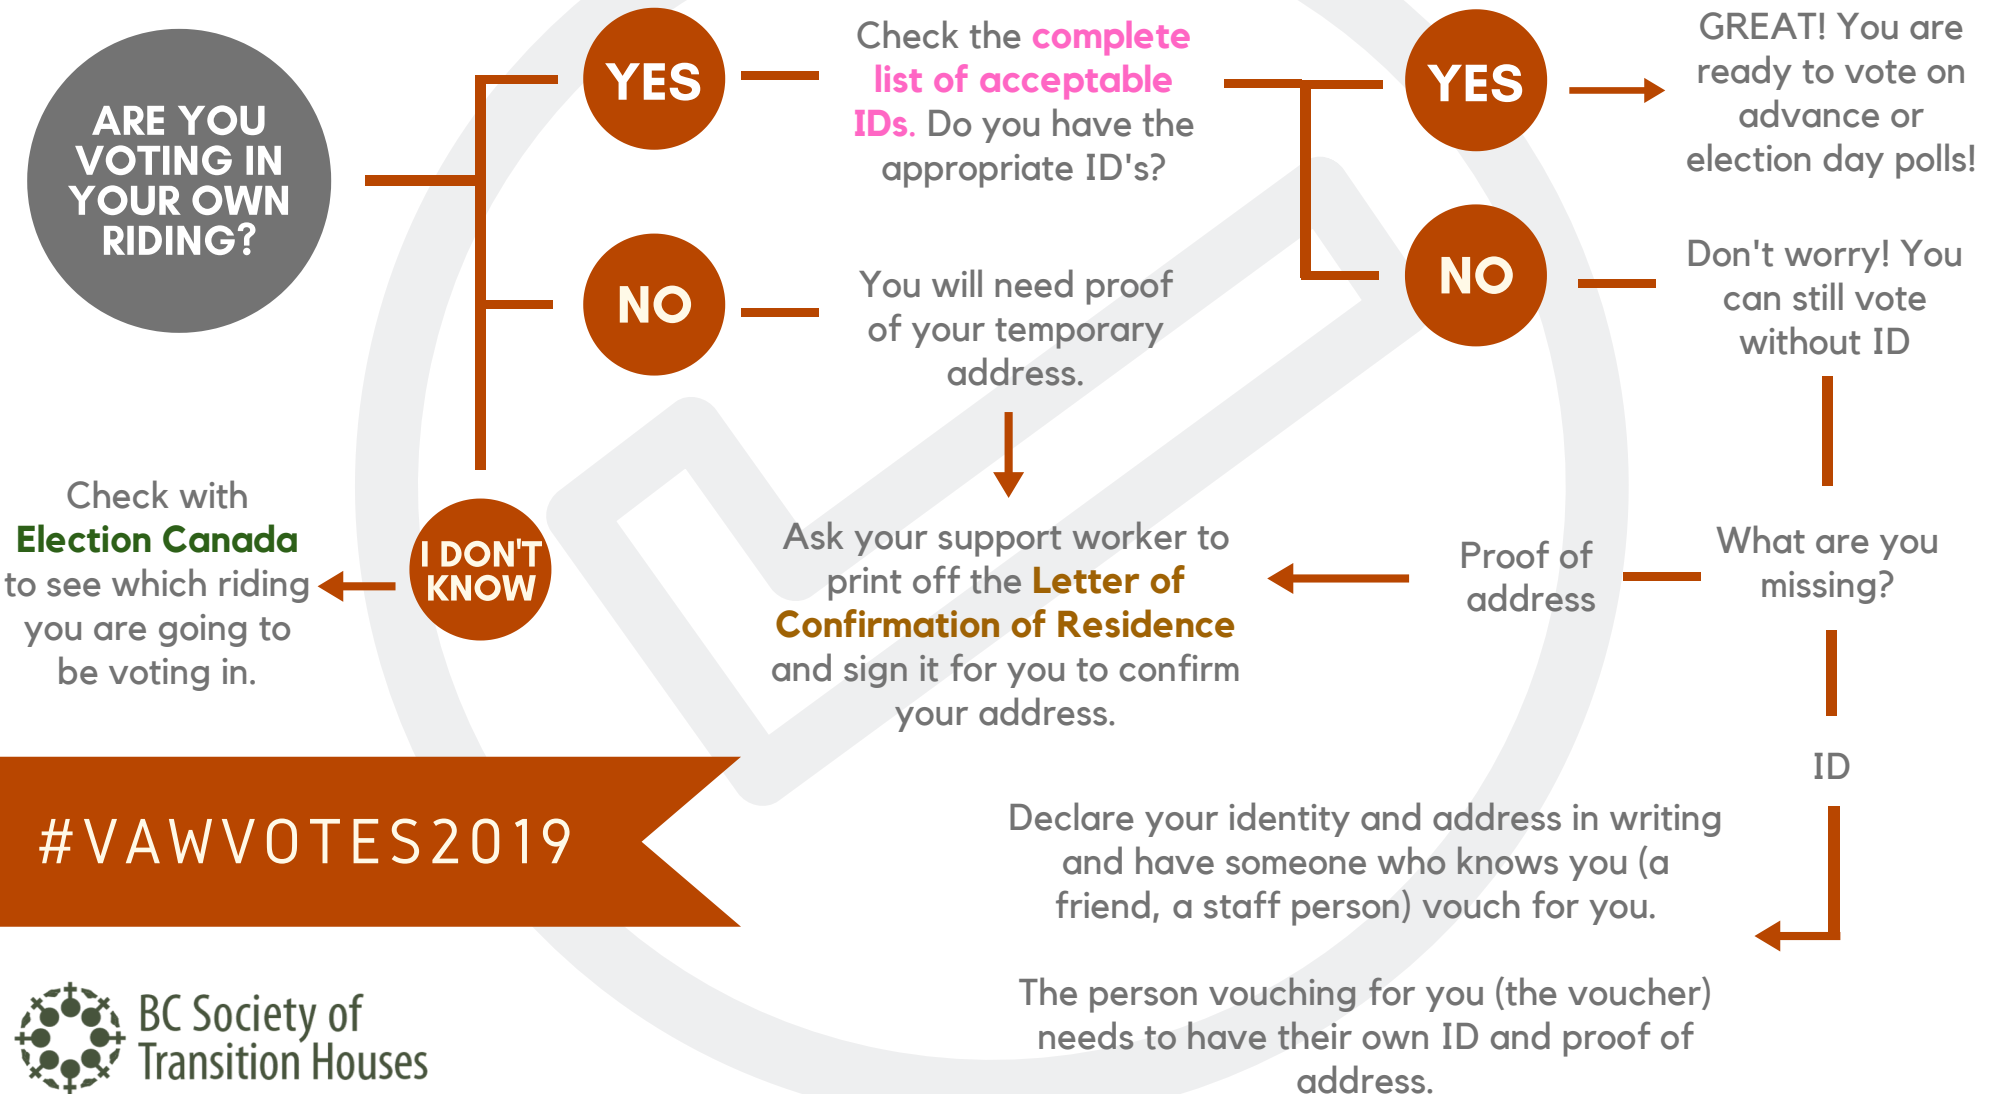 ARE YOU
VOTING IN
YOUR OWN
RIDING?
YES
Check the complete
list of acceptable
IDs. Do you have the
appropriate ID's?
YES
GREAT! You are
ready to vote on
advance or
election day polls!
NO
Don't worry! You
can still vote
without ID
NO
You will need proof
of your temporary
address.
I DON'T
KNOW
Check with
Election Canada
to see which riding
you are going to
be voting in.
Ask your support worker to
print off the Letter of
Confirmation of Residence
and sign it for you to confirm
your address.
Proof of
address
What are you
missing?
ID
Declare your identity and address in writing
and have someone who knows you (a
friend, a staff person) vouch for you.
The person vouching for you (the voucher)
needs to have their own ID and proof of
address.
#VAWVOTES2019
BC Society of
Transition Houses